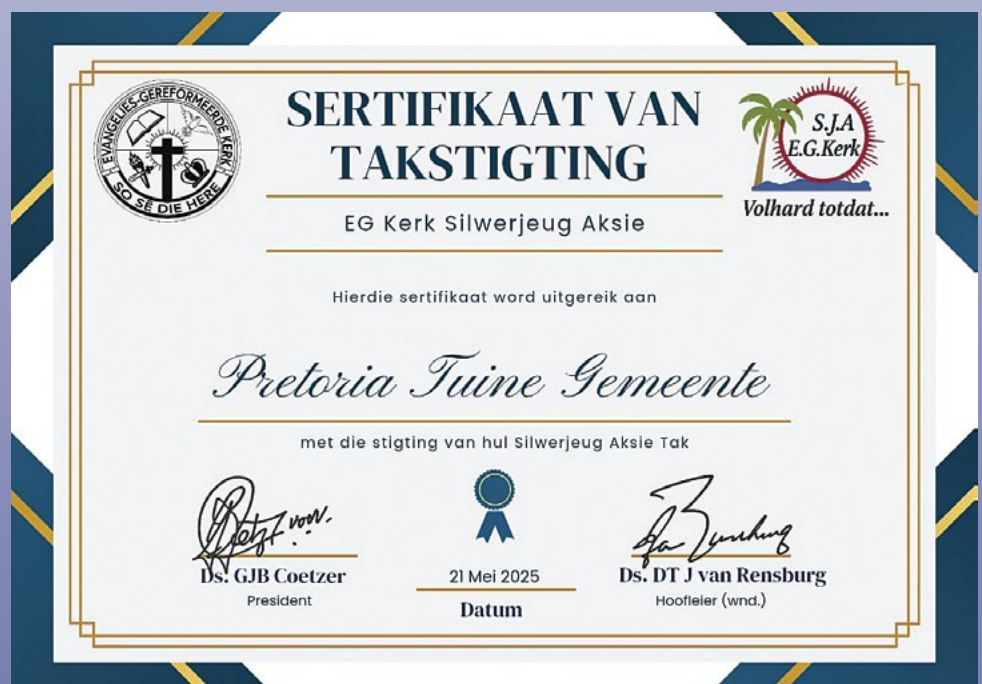 EVANGELIES-GEREFORMEERDE KERK
SO SÊ DIE HERE
SERTIFIKAAT VAN
TAKSTIGTING
S.J.A
E.G.Kerk
Volhard totdat...
EG Kerk Silwerjeug Aksie
Hierdie sertifikaat word uitgereik aan
Pretoria Tuine Gemeente
met die stigting van hul Silwerjeug Aksie Tak
Ds. GJB Coetzer
President
21 Mei 2025
Datum
Ds. DT J van Rensburg
Hoofleier (wnd.)